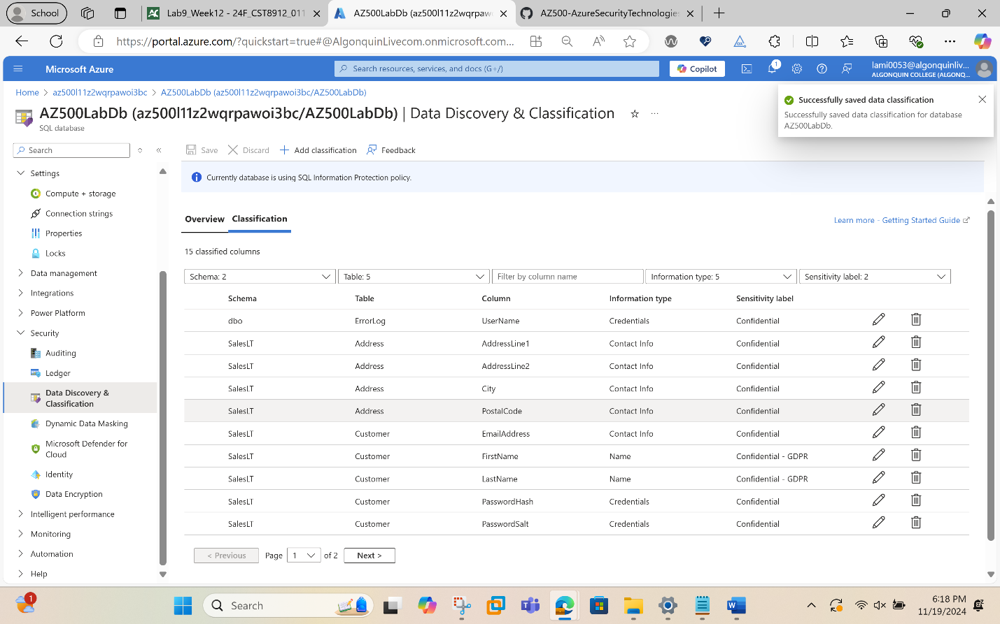 School
Lab9_Week12 - 24F_CST8912_011
AZ500LabDb (az500l11z2wqrpaw
AZ500-AzureSecurityTechnologies
https://portal.azure.com/?quickstart=true#@AlgonquinLivecom.onmicrosoft.com...
Microsoft Azure
Search resources, services, and docs (G+/)
Copilot
1
lami0053@algonquinliv...
ALGONQUIN COLLEGE (ALGONQ...
Home > az500l11z2wqrpawoi3bc > AZ500LabDb (az500l11z2wqrpawoi3bc/AZ500LabDb)
AZ500LabDb (az500l11z2wqrpawoi3bc/AZ500LabDb) | Data Discovery & Classification
SQL database
Successfully saved data classification
Successfully saved data classification for database
AZ500LabDb.
Search
Save
Discard
Add classification
Feedback
Currently database is using SQL Information Protection policy.
Settings
Compute + storage
Connection strings
Properties
Locks
Data management
Integrations
Power Platform
Security
Auditing
Ledger
Data Discovery &
Classification
Dynamic Data Masking
Microsoft Defender for
Cloud
Identity
Data Encryption
Intelligent performance
Monitoring
Automation
Help
Overview Classification
Learn more - Getting Started Guide
15 classified columns
Schema: 2 Table: 5 Filter by column name Information type: 5 Sensitivity label: 2
Schema Table Column Information type Sensitivity label
dbo ErrorLog UserName Credentials Confidential
SalesLT Address AddressLine1 Contact Info Confidential
SalesLT Address AddressLine2 Contact Info Confidential
SalesLT Address City Contact Info Confidential
SalesLT Address PostalCode Contact Info Confidential
SalesLT Customer EmailAddress Contact Info Confidential
SalesLT Customer FirstName Name Confidential - GDPR
SalesLT Customer LastName Name Confidential - GDPR
SalesLT Customer PasswordHash Credentials Confidential
SalesLT Customer PasswordSalt Credentials Confidential
< Previous Page 1 of 2 Next >
1
Search
6:18 PM
11/19/2024